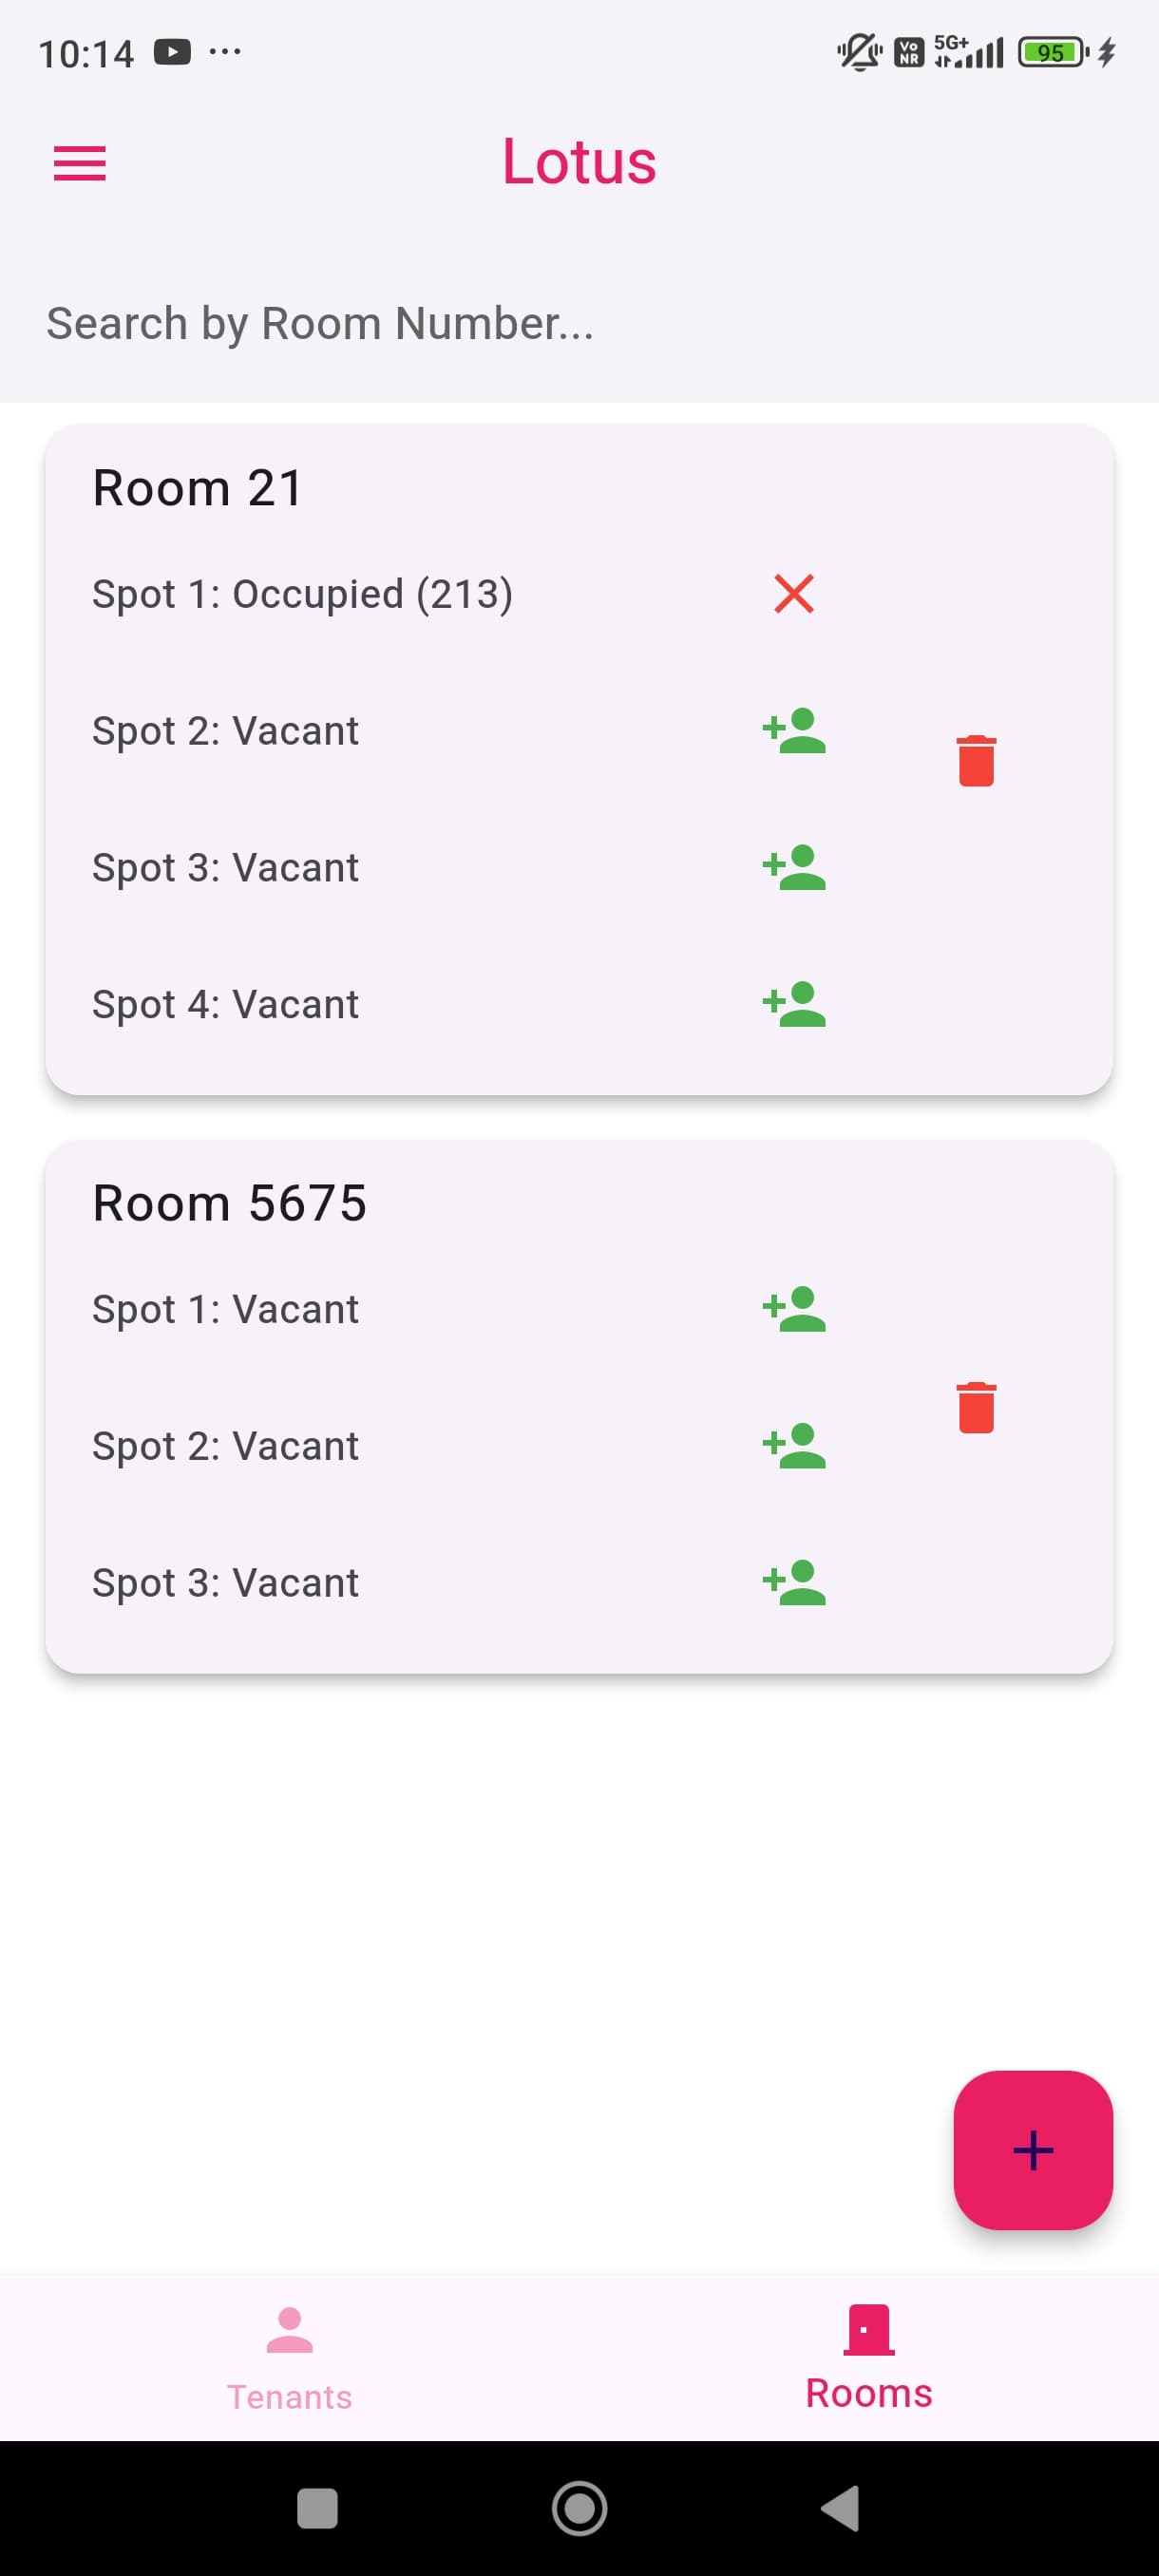 10:14
Vo NR 5G+ 95
Lotus
Search by Room Number...
Room 21
Spot 1: Occupied (213)
Spot 2: Vacant
Spot 3: Vacant
Spot 4: Vacant
Room 5675
Spot 1: Vacant
Spot 2: Vacant
Spot 3: Vacant
Tenants
Rooms